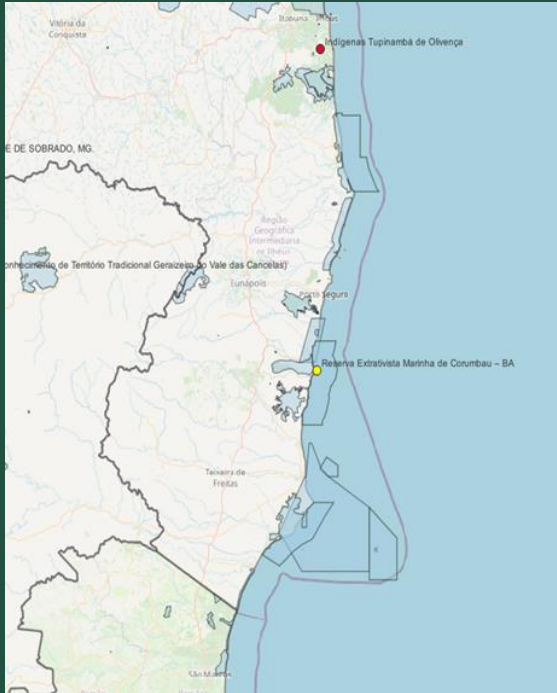 Vitória da
Conquista
Itabuna
Ilhéus
Indígenas Tupinambá de Olivença
E DE SOBRADO, MG.
Região
Geográfica
Intermediária
de Ilhéus
onhecimento de Território Tradicional Geraizeiro do Vale das Cancelas)
Eunápolis
Porto Seguro
Reserva Extrativista Marinha de Corumbau – BA
Teixeira de
Freitas
São Mateus